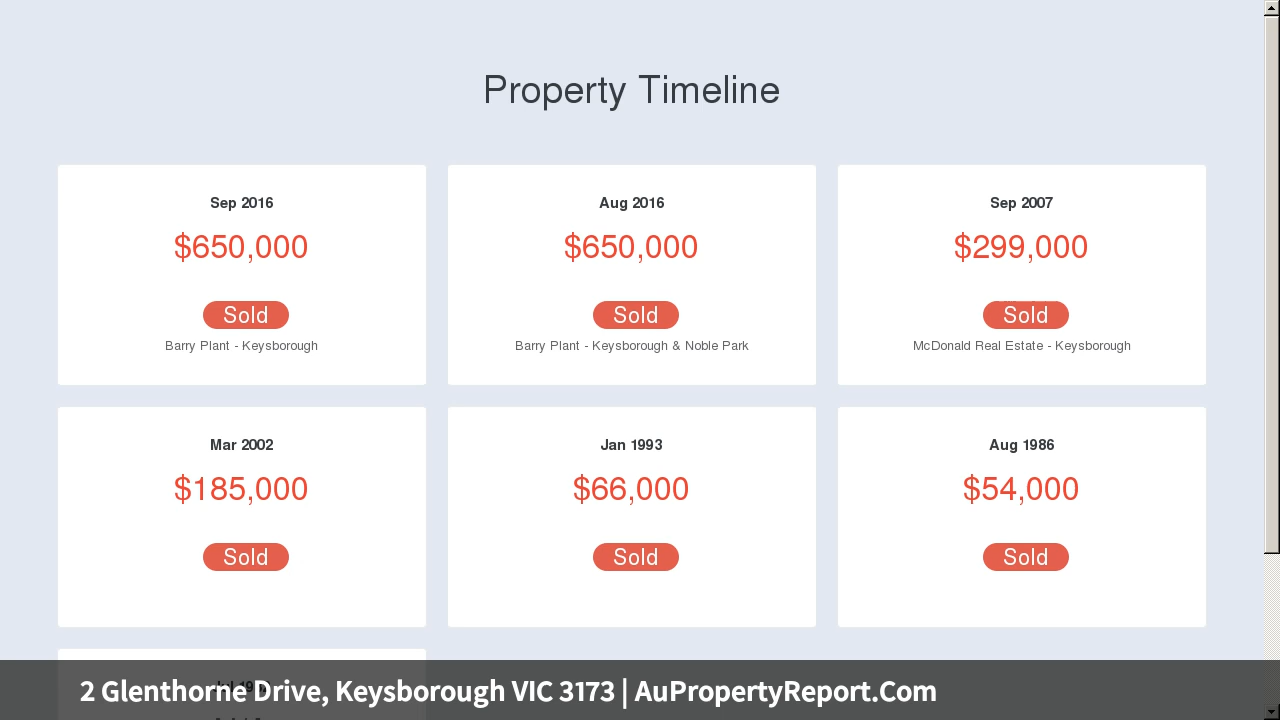 Property Timeline
Sep 2016
$650,000
Sold
Barry Plant - Keysborough
Aug 2016
$650,000
Sold
Barry Plant - Keysborough & Noble Park
Sep 2007
$299,000
Sold
McDonald Real Estate - Keysborough
Mar 2002
$185,000
Sold
Jan 1993
$66,000
Sold
Aug 1986
$54,000
Sold
2 Glenthorne Drive, Keysborough VIC 3173 | AuPropertyReport.Com